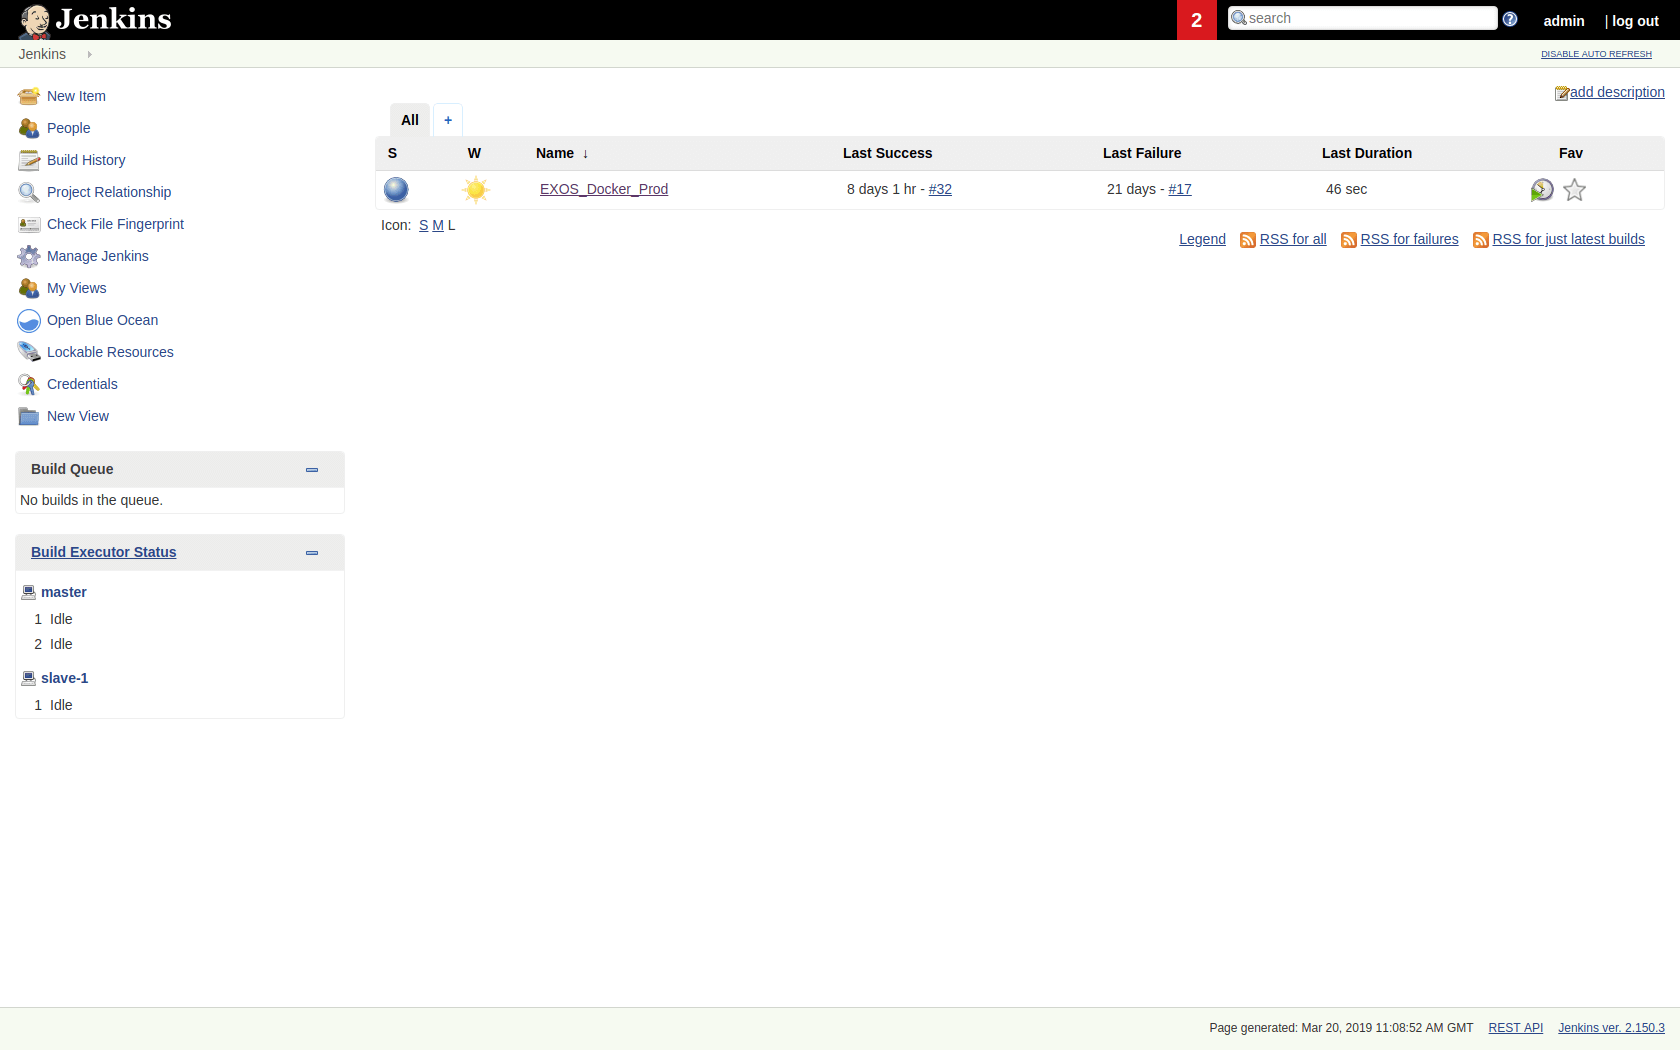 Jenkins
2
search
admin
| log out
Jenkins
DISABLE AUTO REFRESH
New Item
People
Build History
Project Relationship
Check File Fingerprint
Manage Jenkins
My Views
Open Blue Ocean
Lockable Resources
Credentials
New View
Build Queue
No builds in the queue.
Build Executor Status
master
1 Idle
2 Idle
slave-1
1 Idle
add description
All +
S W Name ↓ Last Success Last Failure Last Duration Fav
EXOS_Docker_Prod 8 days 1 hr - #32 21 days - #17 46 sec
Icon: S M L
Legend RSS for all RSS for failures RSS for just latest builds
Page generated: Mar 20, 2019 11:08:52 AM GMT REST API Jenkins ver. 2.150.3